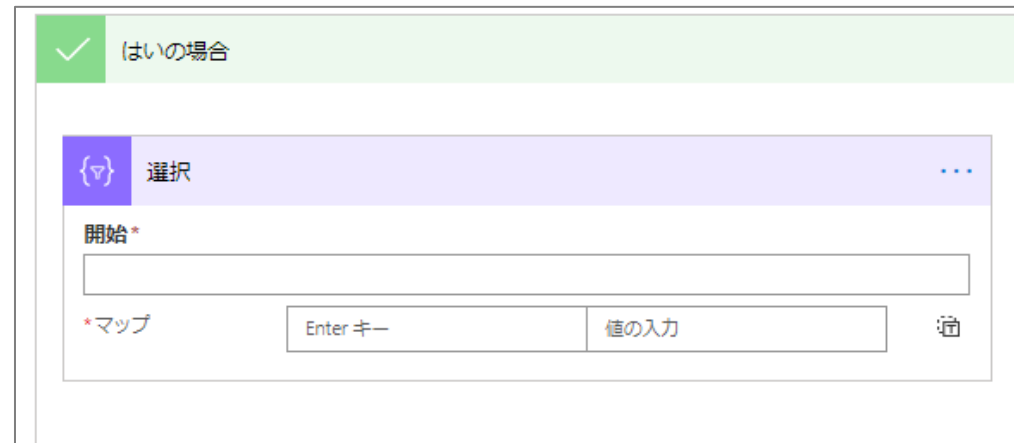 はいの場合
選択
開始*
*マップ
Enter キー
値の入力